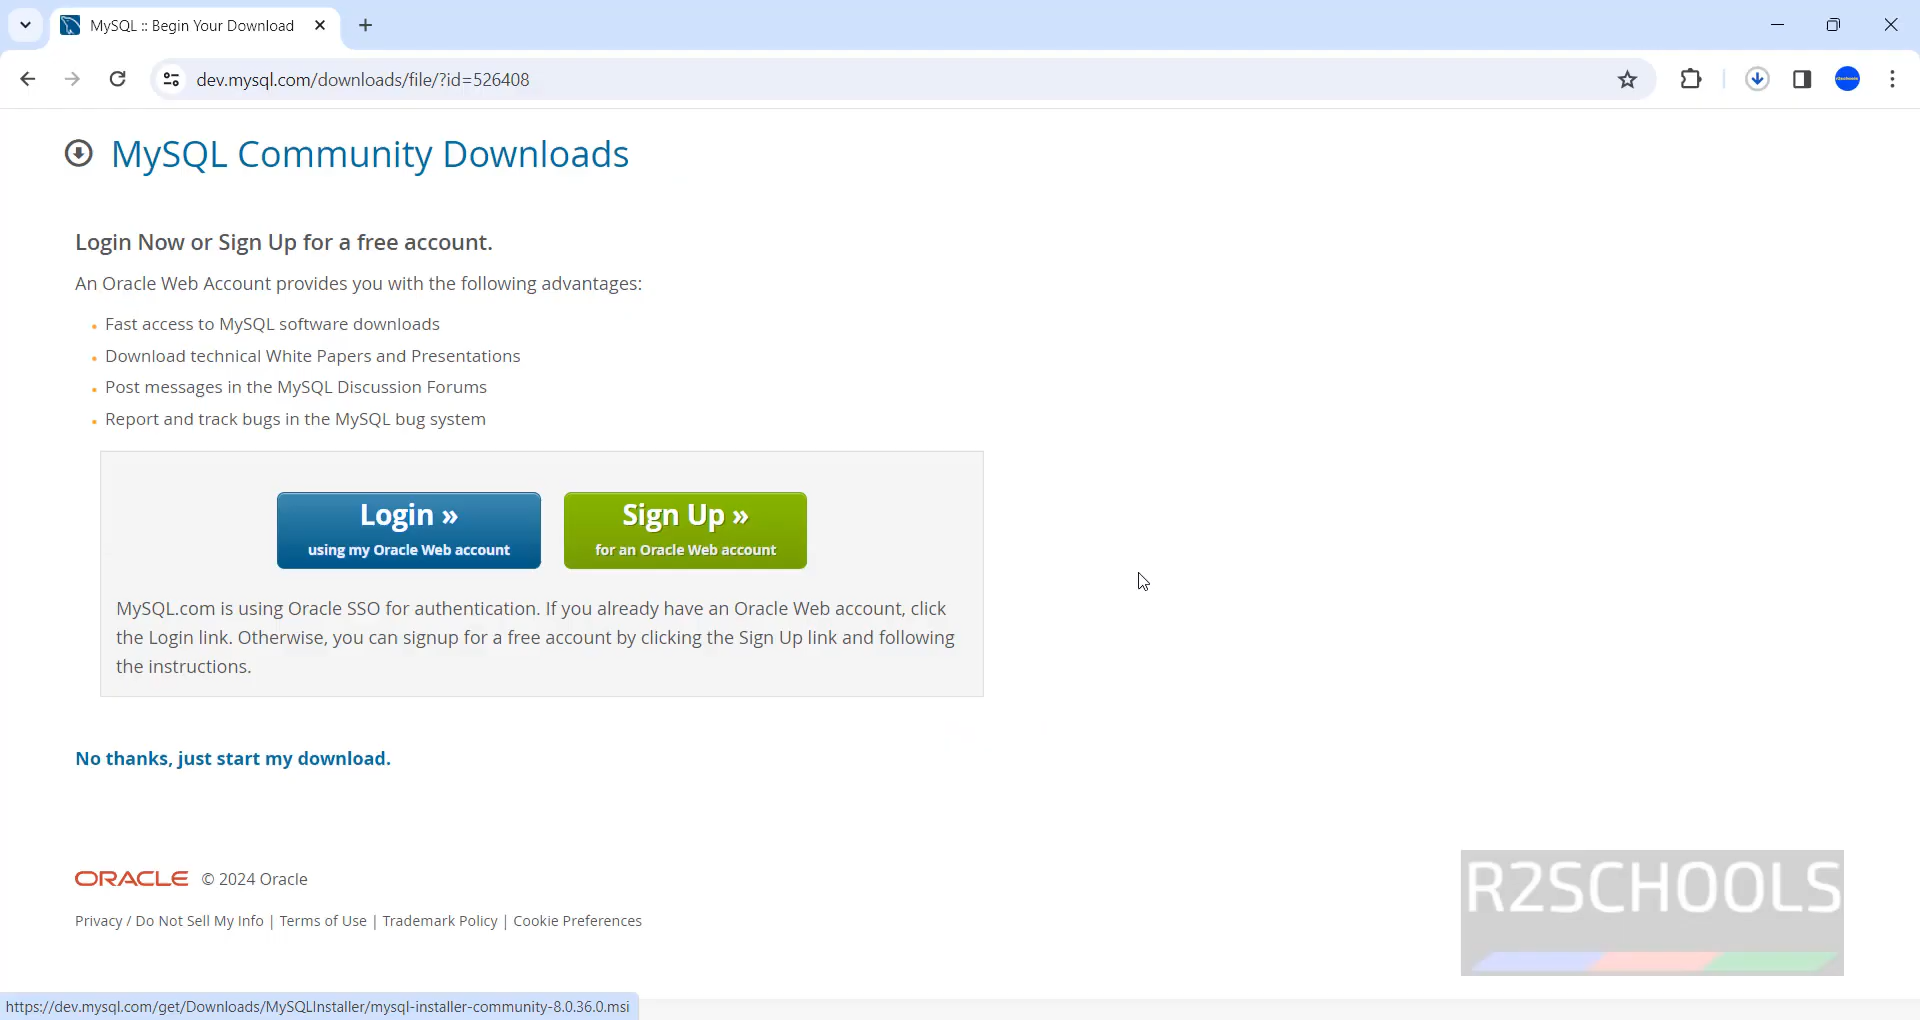 MySQL :: Begin Your Download
dev.mysql.com/downloads/file/?id=526408
MySQL Community Downloads
Login Now or Sign Up for a free account.
An Oracle Web Account provides you with the following advantages:
Fast access to MySQL software downloads
Download technical White Papers and Presentations
Post messages in the MySQL Discussion Forums
Report and track bugs in the MySQL bug system
Login »
using my Oracle Web account
Sign Up »
for an Oracle Web account
MySQL.com is using Oracle SSO for authentication. If you already have an Oracle Web account, click
the Login link. Otherwise, you can signup for a free account by clicking the Sign Up link and following
the instructions.
No thanks, just start my download.
ORACLE © 2024 Oracle
Privacy / Do Not Sell My Info | Terms of Use | Trademark Policy | Cookie Preferences
R2SCHOOLS
https://dev.mysql.com/get/Downloads/MySQLInstaller/mysql-installer-community-8.0.36.0.msi